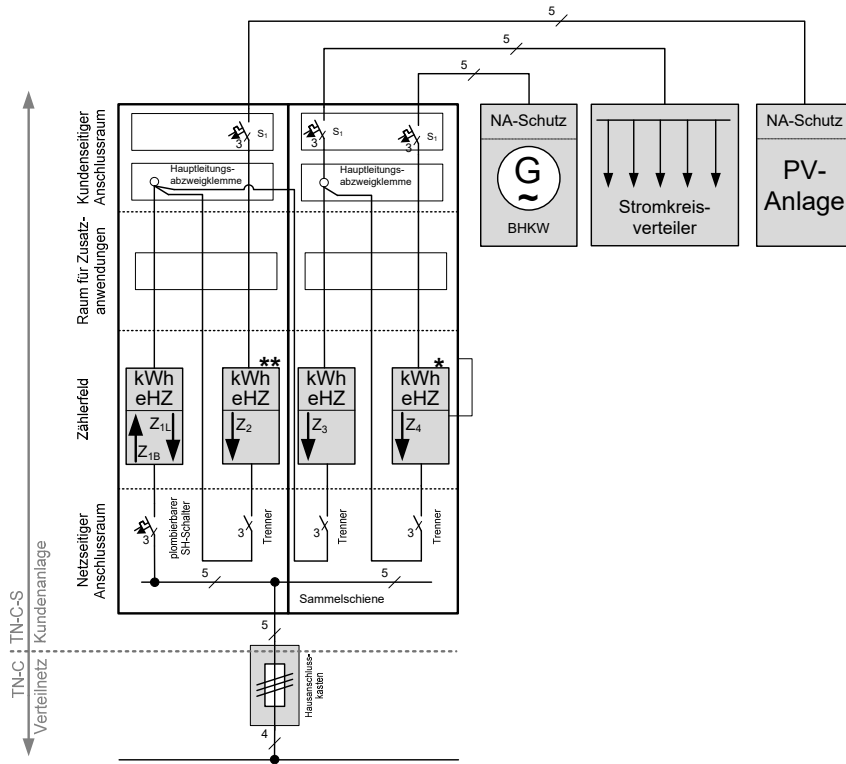 5
5
5
Kundenseitiger
Anschlussraum
S1
3
S1
3
S1
3
Hauptleitungs-
abzweigklemme
Hauptleitungs-
abzweigklemme
NA-Schutz
G
~
BHKW
Stromkreis-
verteiler
NA-Schutz
PV-
Anlage
Raum für Zusatz-
anwendungen
Zählerfeld
kWh
eHZ
Z1L
Z1B
**
kWh
eHZ
Z2
kWh
eHZ
Z3
*
kWh
eHZ
Z4
Netzseitiger
Anschlussraum
3
plombierbarer
SH-Schalter
3
Trenner
3
Trenner
3
Trenner
5
5
Sammelschiene
TN-C-S
Kundenanlage
5
TN-C
Verteilnetz
Hausanschluss-
kasten
4